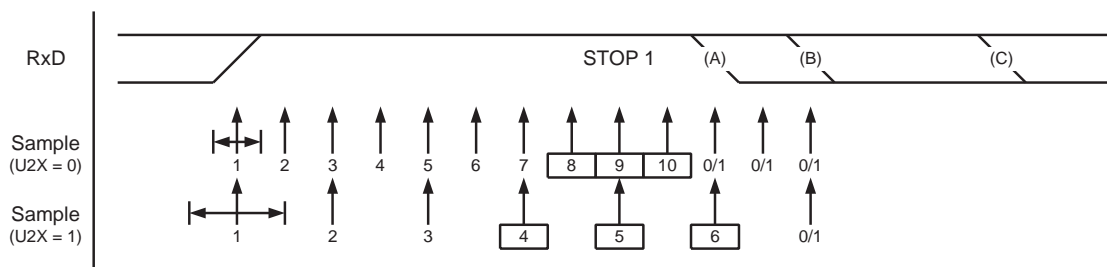 RxD STOP 1 (A) (B) (C)
Sample
(U2X = 0)
1 2 3 4 5 6 7 8 9 10 0/1 0/1 0/1
Sample
(U2X = 1)
1 2 3 4 5 6 0/1